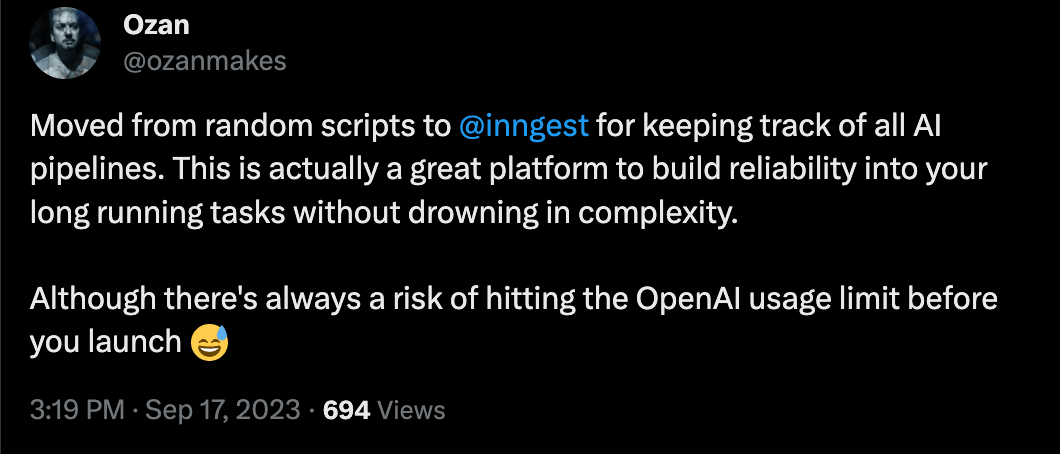 Ozan
@ozanmakes
Moved from random scripts to @inngest for keeping track of all AI
pipelines. This is actually a great platform to build reliability into your
long running tasks without drowning in complexity.
Although there's always a risk of hitting the OpenAI usage limit before
you launch 😅
3:19 PM · Sep 17, 2023 · 694 Views